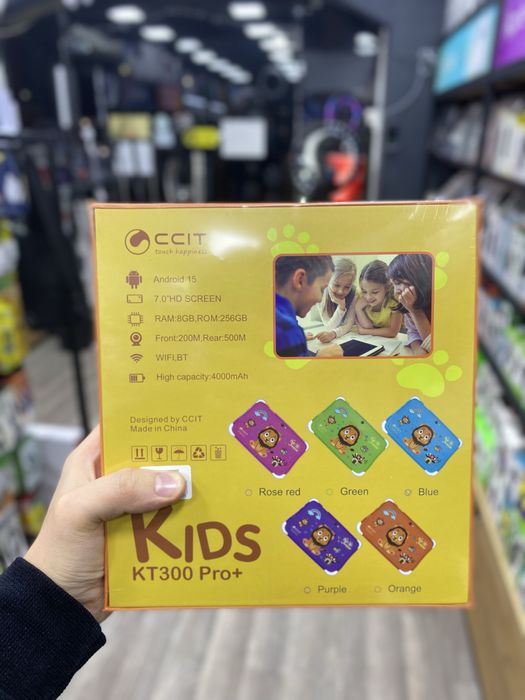 CCIT
touch happiness
Android 15
7.0"HD SCREEN
RAM:8GB,ROM:256GB
Front:200M,Rear:500M
WIFI,BT
High capacity:4000mAh
Designed by CCIT
Made in China
Rose red
Green
Blue
KIDS
KT300 Pro+
Purple
Orange